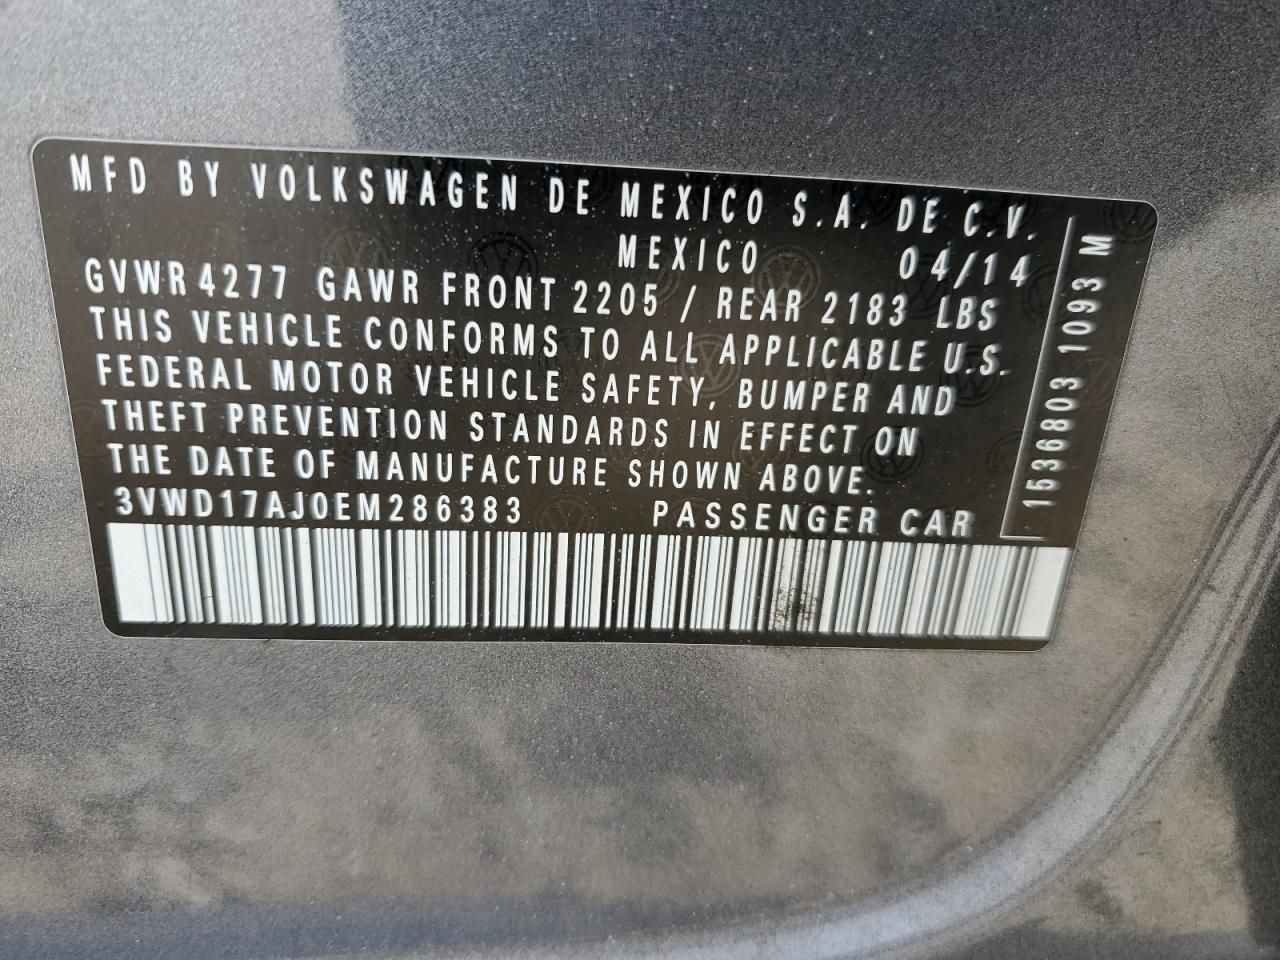 MFD BY VOLKSWAGEN DE MEXICO S.A. DE C.V.
MEXICO 04/14
GVWR 4277 GAWR FRONT 2205 / REAR 2183 LBS
THIS VEHICLE CONFORMS TO ALL APPLICABLE U.S.
FEDERAL MOTOR VEHICLE SAFETY, BUMPER AND
THEFT PREVENTION STANDARDS IN EFFECT ON
THE DATE OF MANUFACTURE SHOWN ABOVE.
3VWD17AJ0EM286383 PASSENGER CAR
1536803 1093 M